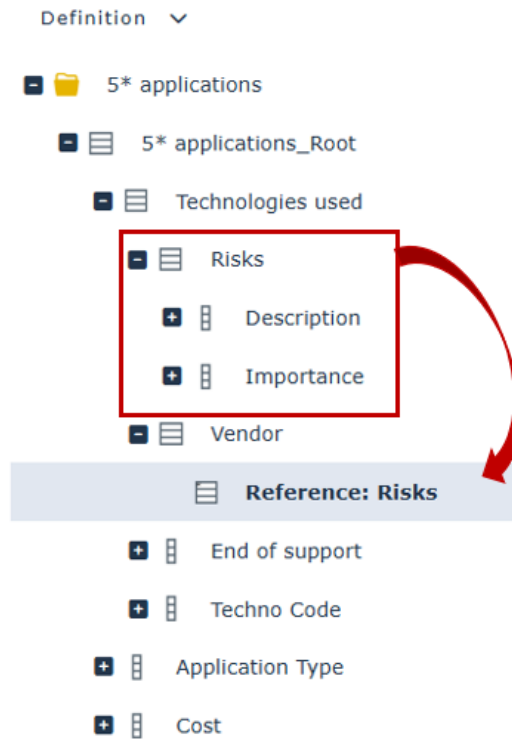 Definition
5* applications
5* applications_Root
Technologies used
Risks
Description
Importance
Vendor
Reference: Risks
End of support
Techno Code
Application Type
Cost